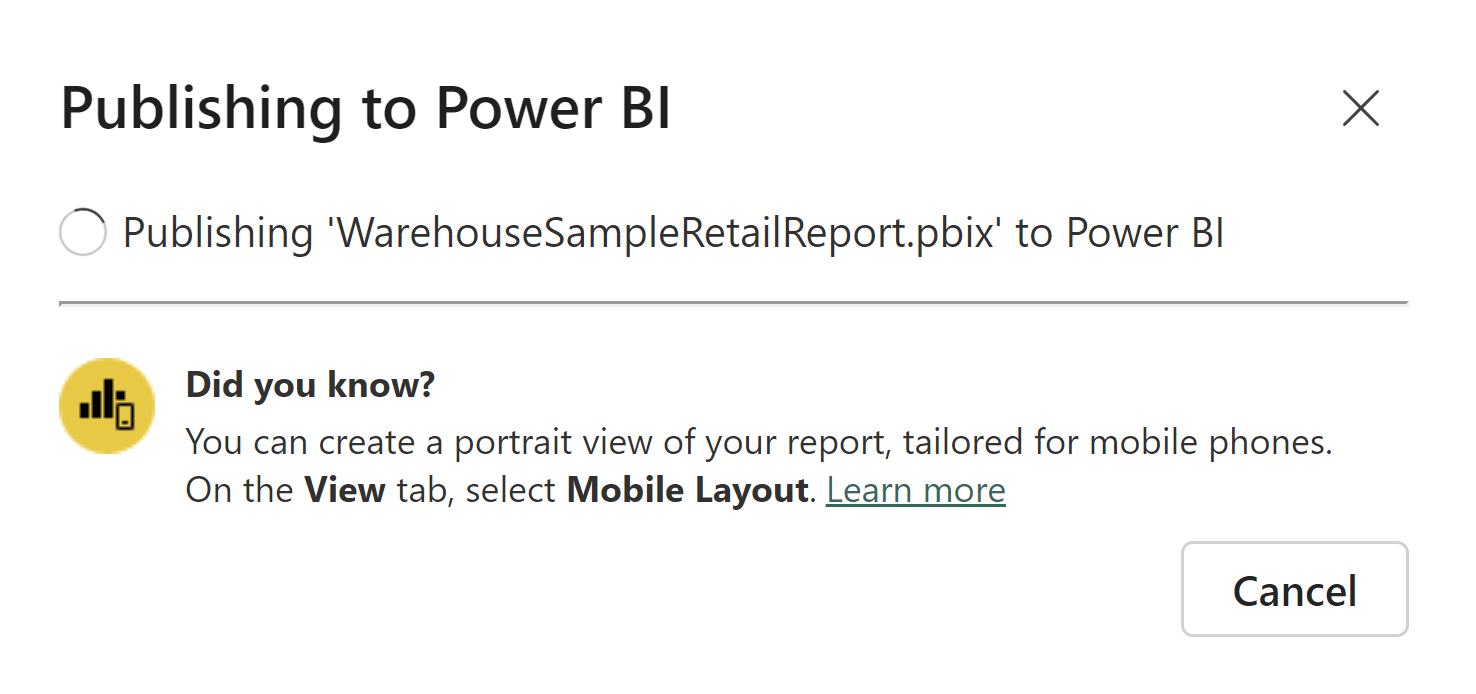 Publishing to Power BI
Publishing 'WarehouseSampleRetailReport.pbix' to Power BI
Did you know?
You can create a portrait view of your report, tailored for mobile phones.
On the View tab, select Mobile Layout. Learn more
Cancel